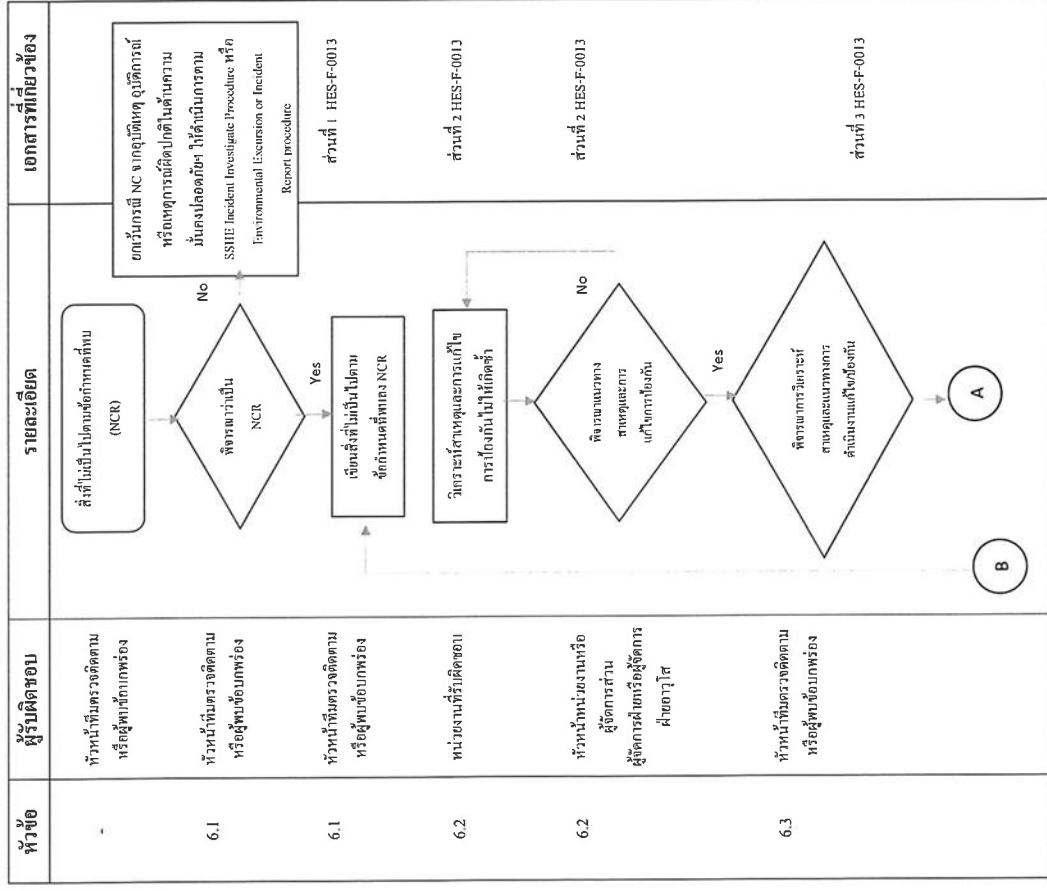 หัวข้อ
ผู้รับผิดชอบ
รายละเอียด
เอกสารที่เกี่ยวข้อง
-
หัวหน้าทีมตรวจติดตาม
หรือผู้พบข้อบกพร่อง
สิ่งที่ไม่เป็นไปตามข้อกำหนดที่พบ
(NCR)
6.1
หัวหน้าทีมตรวจติดตาม
หรือผู้พบข้อบกพร่อง
พิจารณาว่าเป็น
NCR
No
ยกเว้นกรณี NC จากอุบัติเหตุ อุบัติการณ์
หรือเหตุการณ์ผิดปกติในด้านความ
มั่นคงปลอดภัยฯ ให้ดำเนินการตาม
SSHE Incident Investigate Procedure หรือ
Environmental Excursion or Incident
Report procedure
Yes
6.1
หัวหน้าทีมตรวจติดตาม
หรือผู้พบข้อบกพร่อง
เขียนสิ่งที่ไม่เป็นไปตาม
ข้อกำหนดที่พบลง NCR
ส่วนที่ 1 HES-F-0013
6.2
หน่วยงานที่รับผิดชอบ
วิเคราะห์สาเหตุและการแก้ไข
การป้องกันไม่ให้เกิดซ้ำ
ส่วนที่ 2 HES-F-0013
6.2
หัวหน้าหน่วยงานหรือ
ผู้จัดการส่วน
ผู้จัดการฝ่ายหรือผู้จัดการ
ฝ่ายอาวุโส
พิจารณาแนวทาง
สาเหตุและการ
แก้ไขการป้องกัน
No
ส่วนที่ 2 HES-F-0013
Yes
6.3
หัวหน้าทีมตรวจติดตาม
หรือผู้พบข้อบกพร่อง
พิจารณาการวิเคราะห์
สาเหตุและแนวทางการ
ดำเนินงานแก้ไข/ป้องกัน
ส่วนที่ 3 HES-F-0013
B
A